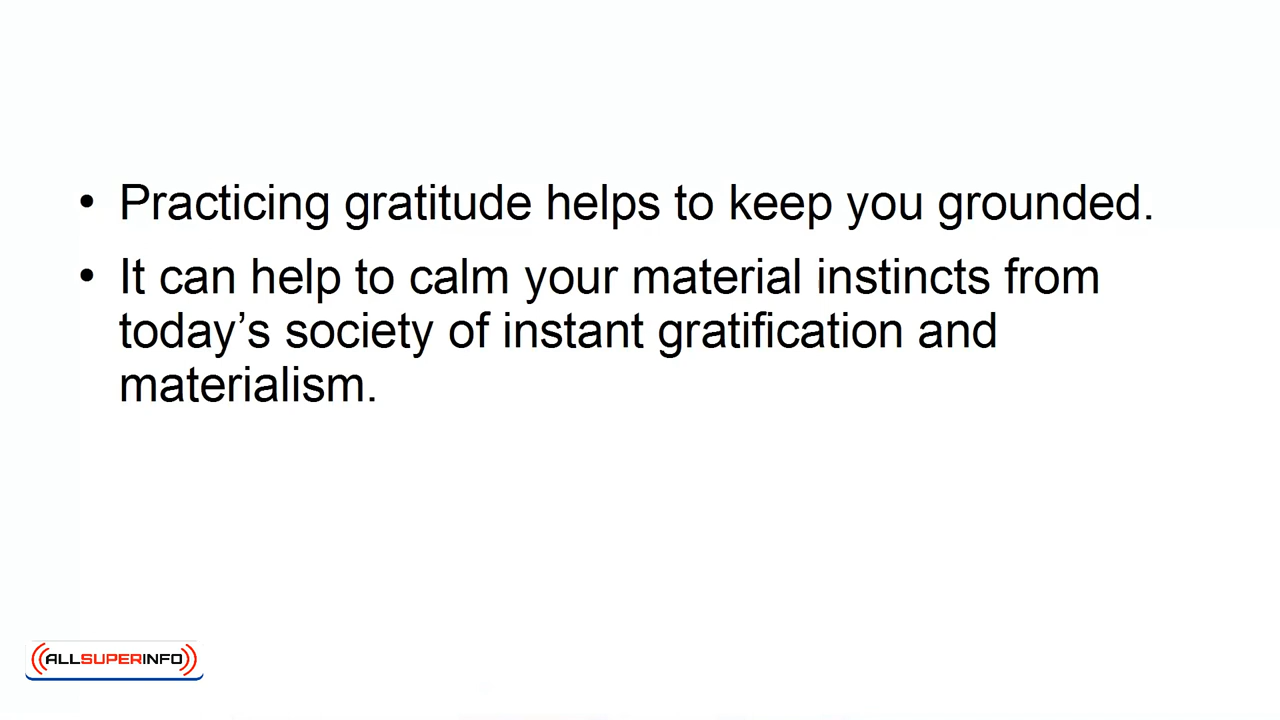 • Practicing gratitude helps to keep you grounded.
• It can help to calm your material instincts from
today’s society of instant gratification and
materialism.
ALLSUPERINFO